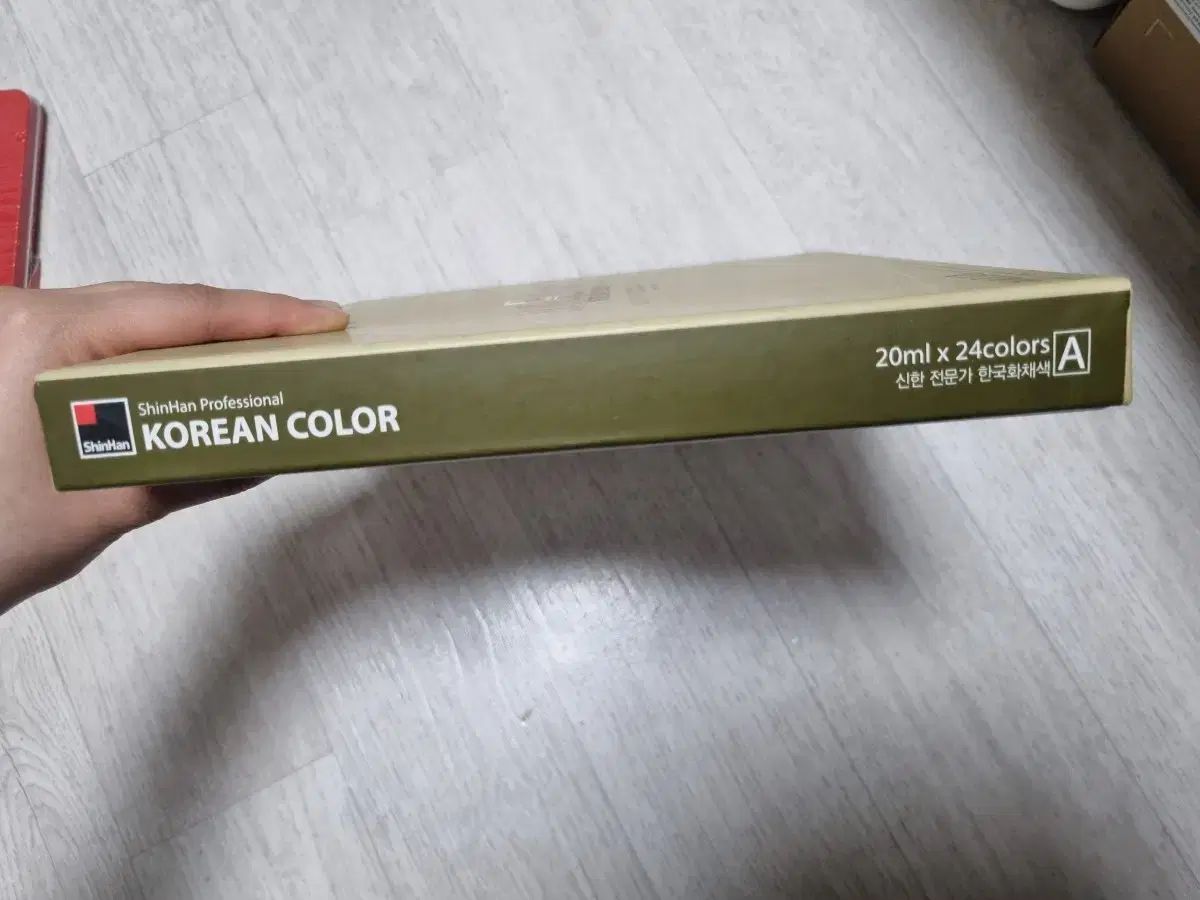 ShinHan
ShinHan Professional
KOREAN COLOR
20ml x 24colors A
신한 전문가 한국화채색